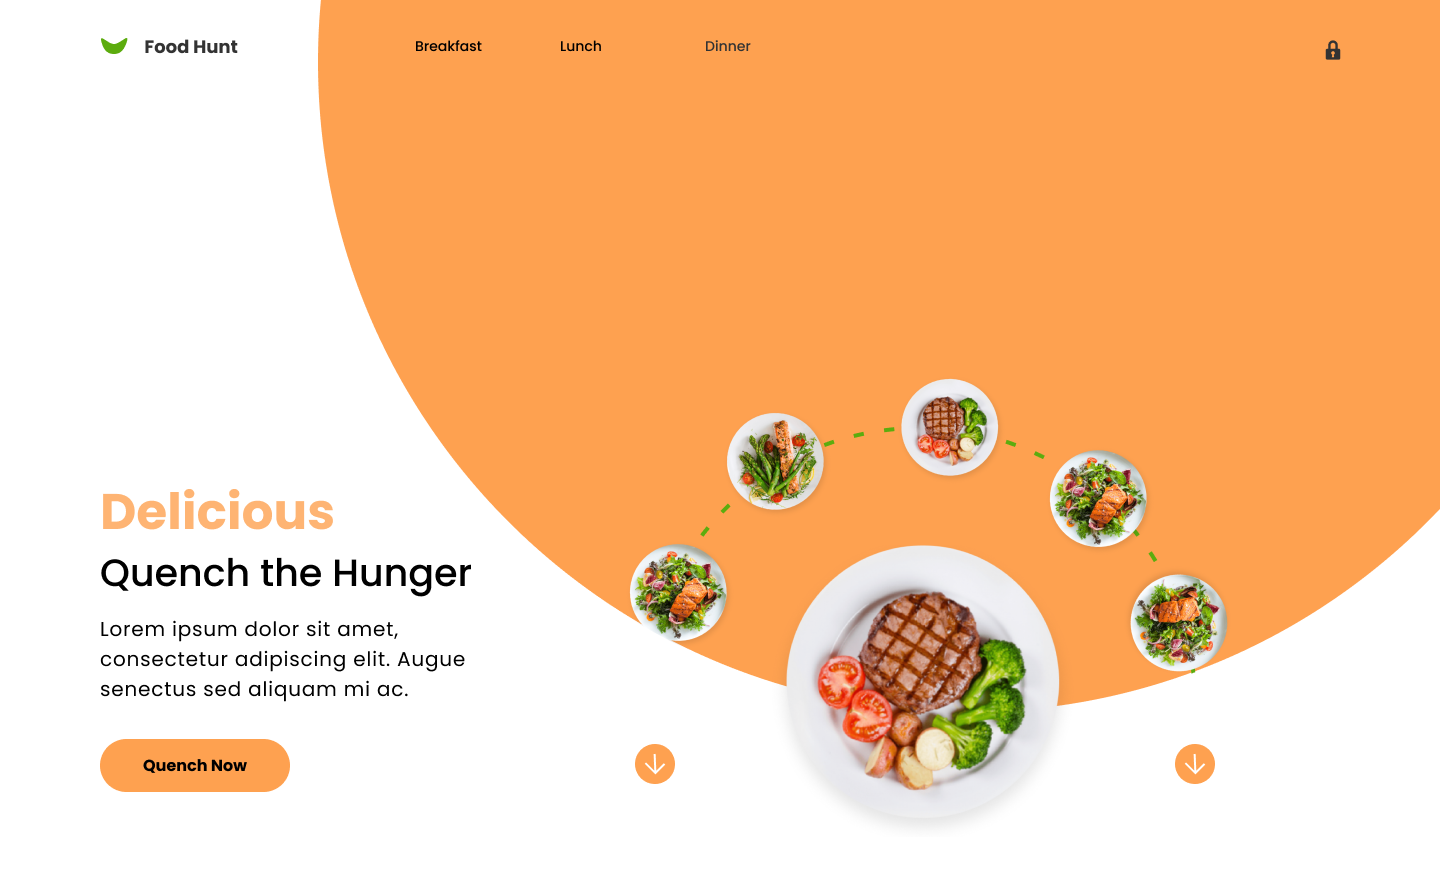 Food Hunt
Breakfast
Lunch
Dinner
Delicious
Quench the Hunger
Lorem ipsum dolor sit amet,
consectetur adipiscing elit. Augue
senectus sed aliquam mi ac.
Quench Now